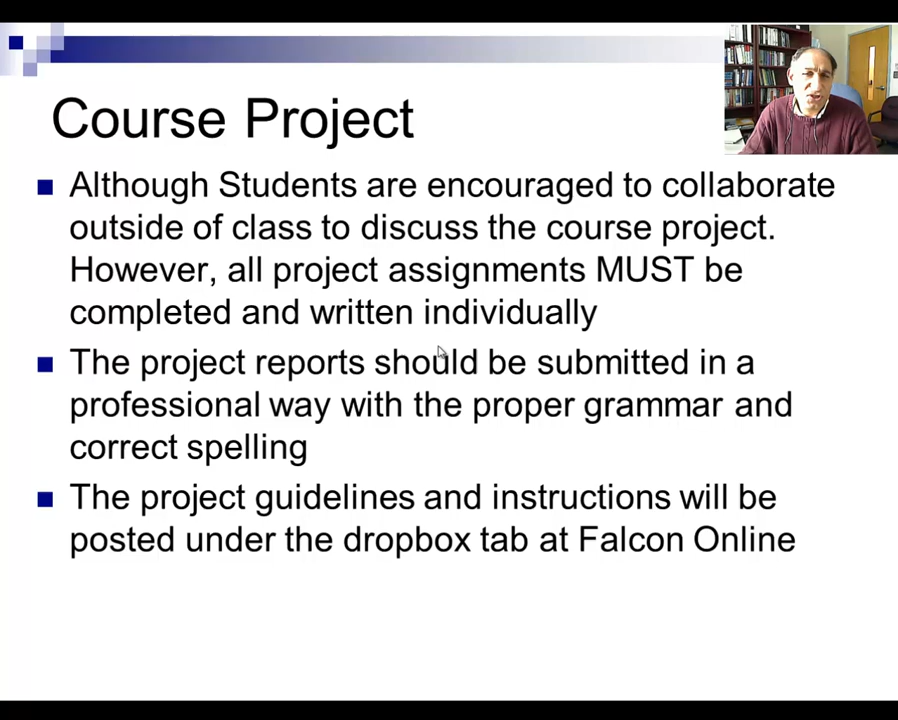 Course Project
Although Students are encouraged to collaborate
outside of class to discuss the course project.
However, all project assignments MUST be
completed and written individually
The project reports should be submitted in a
professional way with the proper grammar and
correct spelling
The project guidelines and instructions will be
posted under the dropbox tab at Falcon Online